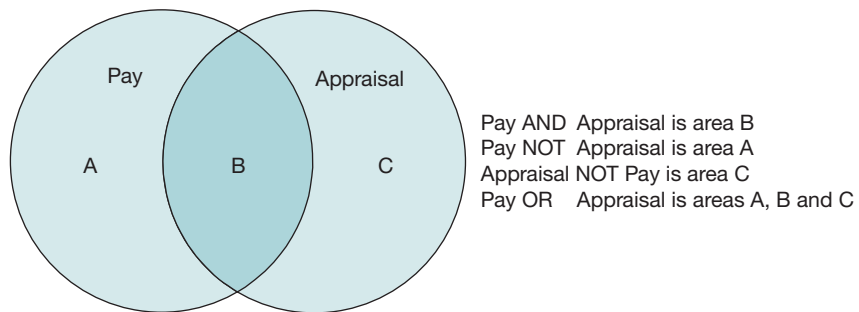 Pay
Appraisal
A
B
C
Pay AND Appraisal is area B
Pay NOT Appraisal is area A
Appraisal NOT Pay is area C
Pay OR Appraisal is areas A, B and C